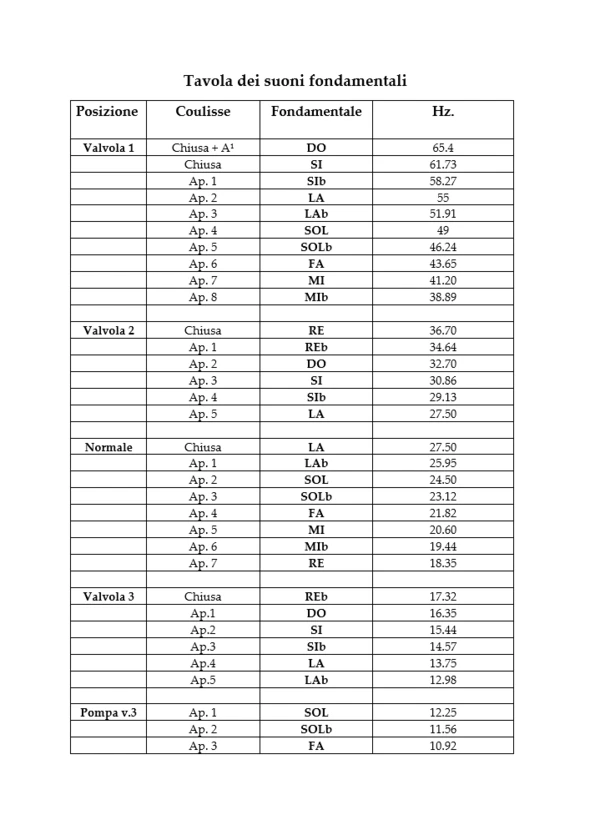 Tavola dei suoni fondamentali
Posizione Coulisse Fondamentale Hz.
Valvola 1 Chiusa + A¹ DO 65.4
Chiusa SI 61.73
Ap. 1 SIb 58.27
Ap. 2 LA 55
Ap. 3 LAb 51.91
Ap. 4 SOL 49
Ap. 5 SOLb 46.24
Ap. 6 FA 43.65
Ap. 7 MI 41.20
Ap. 8 MIb 38.89
Valvola 2 Chiusa RE 36.70
Ap. 1 REb 34.64
Ap. 2 DO 32.70
Ap. 3 SI 30.86
Ap. 4 SIb 29.13
Ap. 5 LA 27.50
Normale Chiusa LA 27.50
Ap. 1 LAb 25.95
Ap. 2 SOL 24.50
Ap. 3 SOLb 23.12
Ap. 4 FA 21.82
Ap. 5 MI 20.60
Ap. 6 MIb 19.44
Ap. 7 RE 18.35
Valvola 3 Chiusa REb 17.32
Ap.1 DO 16.35
Ap.2 SI 15.44
Ap.3 SIb 14.57
Ap.4 LA 13.75
Ap.5 LAb 12.98
Pompa v.3 Ap. 1 SOL 12.25
Ap. 2 SOLb 11.56
Ap. 3 FA 10.92